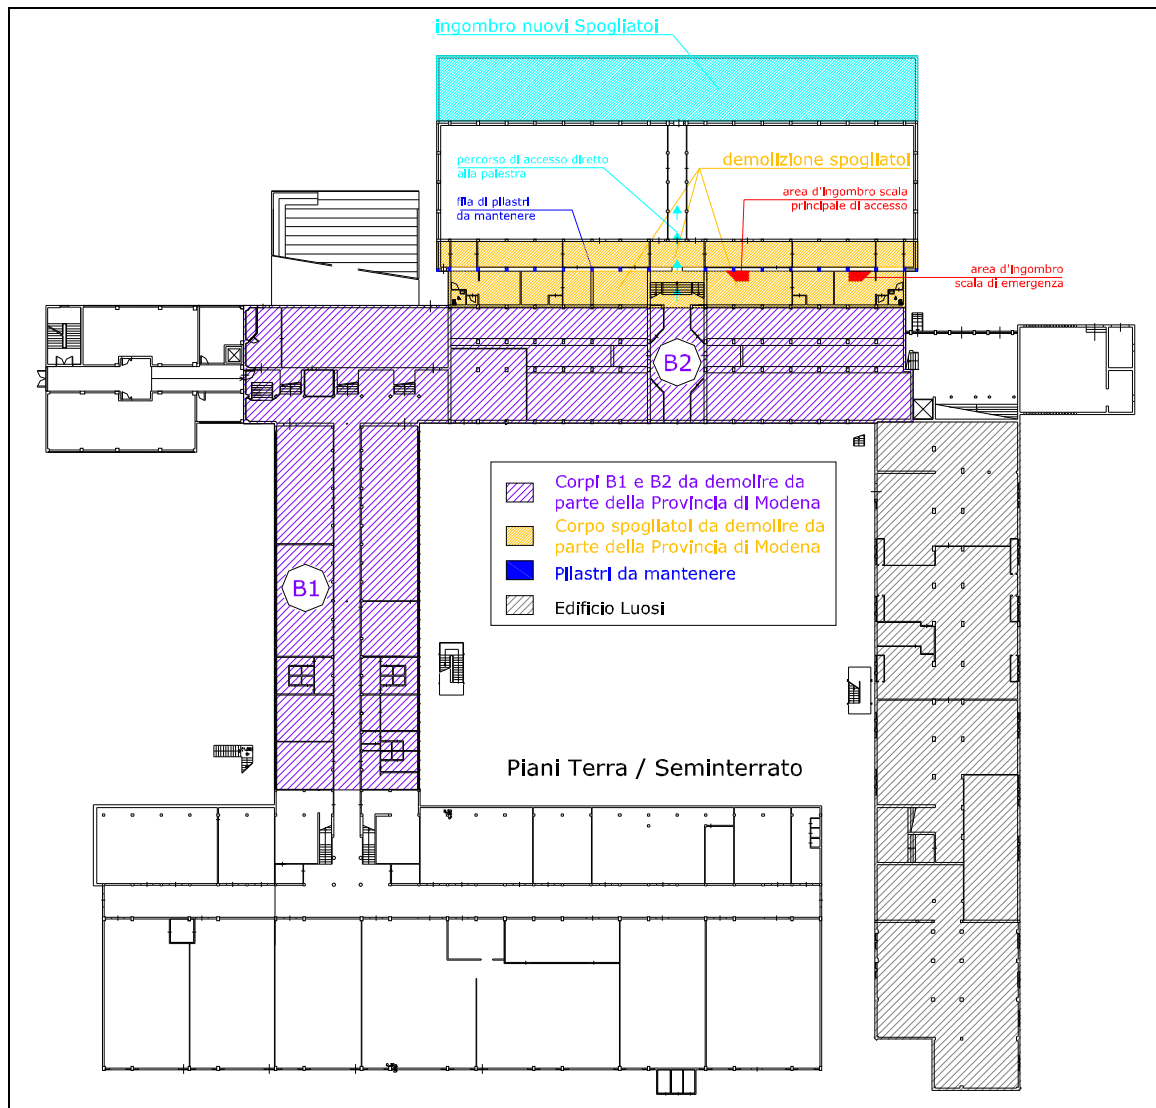 ingombro nuovi Spogliatoi
percorso di accesso diretto
alla palestra
demolizione spogliatoi
fila di pilastri
da mantenere
area d'ingombro scala
principale di accesso
area d'ingombro
scala di emergenza
B2
Corpi B1 e B2 da demolire da
parte della Provincia di Modena
Corpo spogliatoi da demolire da
parte della Provincia di Modena
Pilastri da mantenere
Edificio Luosi
B1
Piani Terra / Seminterrato